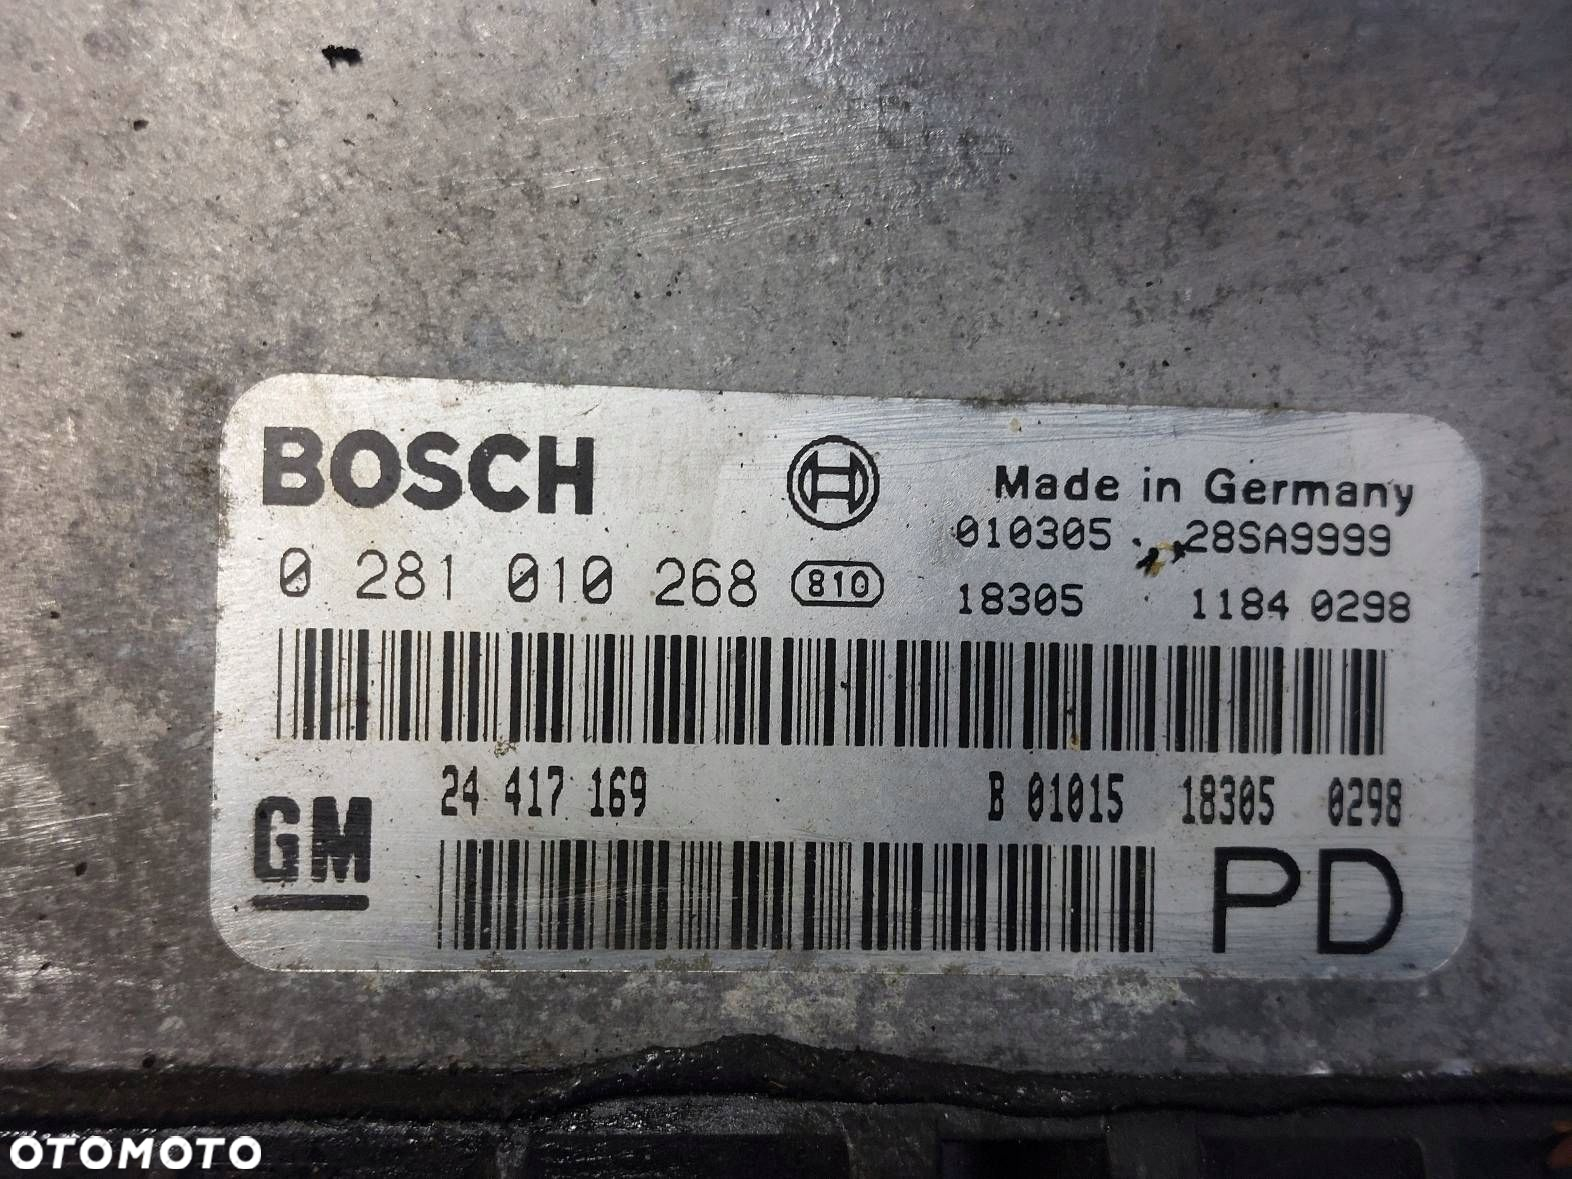 BOSCH
Made in Germany
010305 28SA9999
0 281 010 268 810
18305 1184 0298
24 417 169 B 01015 18305 0298
GM
PD
OTOMOTO